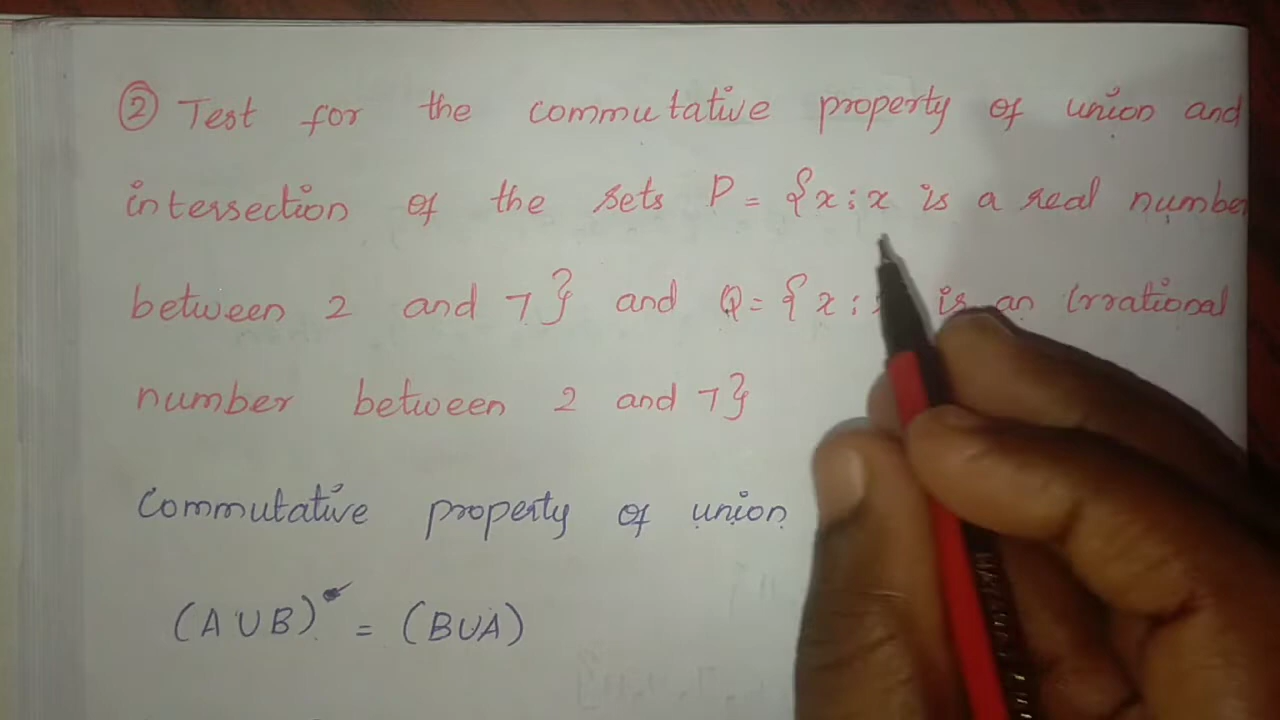 ② Test for the commutative property of union and
intersection of the sets P = {x : x is a real number
between 2 and 7} and Q = {x : x is an irrational
number between 2 and 7}
Commutative property of union
(A ∪ B) = (B ∪ A)